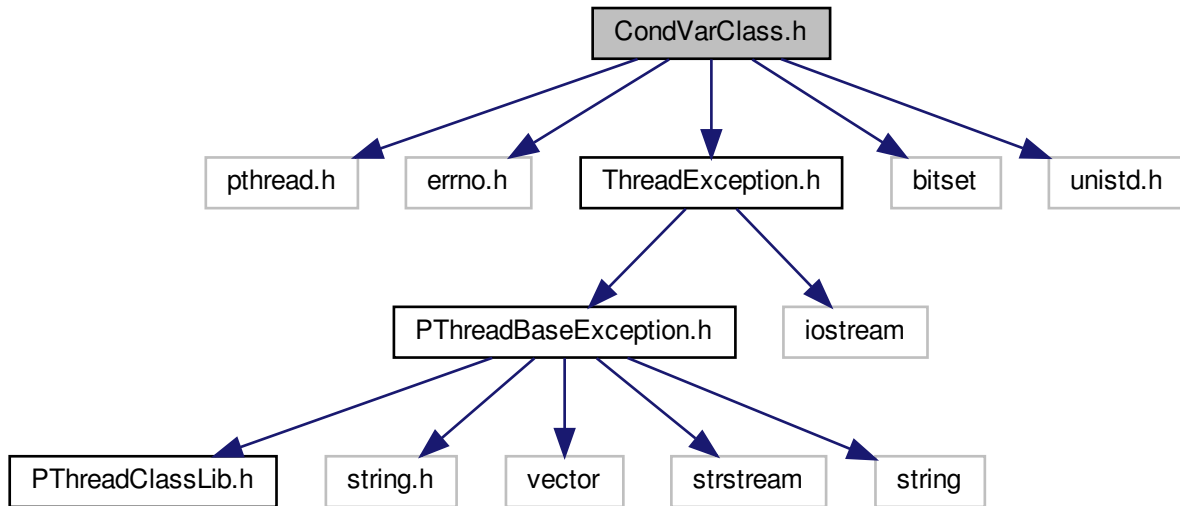 CondVarClass.h
pthread.h
errno.h
ThreadException.h
bitset
unistd.h
PThreadBaseException.h
iostream
PThreadClassLib.h
string.h
vector
strstream
string